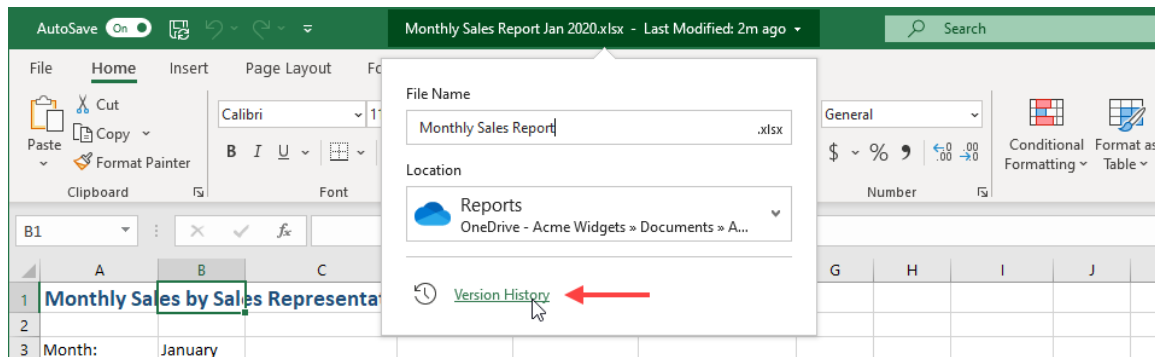 AutoSave On Monthly Sales Report Jan 2020.xlsx - Last Modified: 2m ago Search
File Home Insert Page Layout
File Name
Monthly Sales Report .xlsx
Location
Reports
OneDrive - Acme Widgets » Documents » A...
Version History
Paste
Cut
Copy
Format Painter
Clipboard
Calibri
B I U
Font
General
$ % 9 .00
Number
Conditional Formatting
Format as
Table
B1 fx
A B C G H I J
1 Monthly Sales by Sales
2
3 Month: January